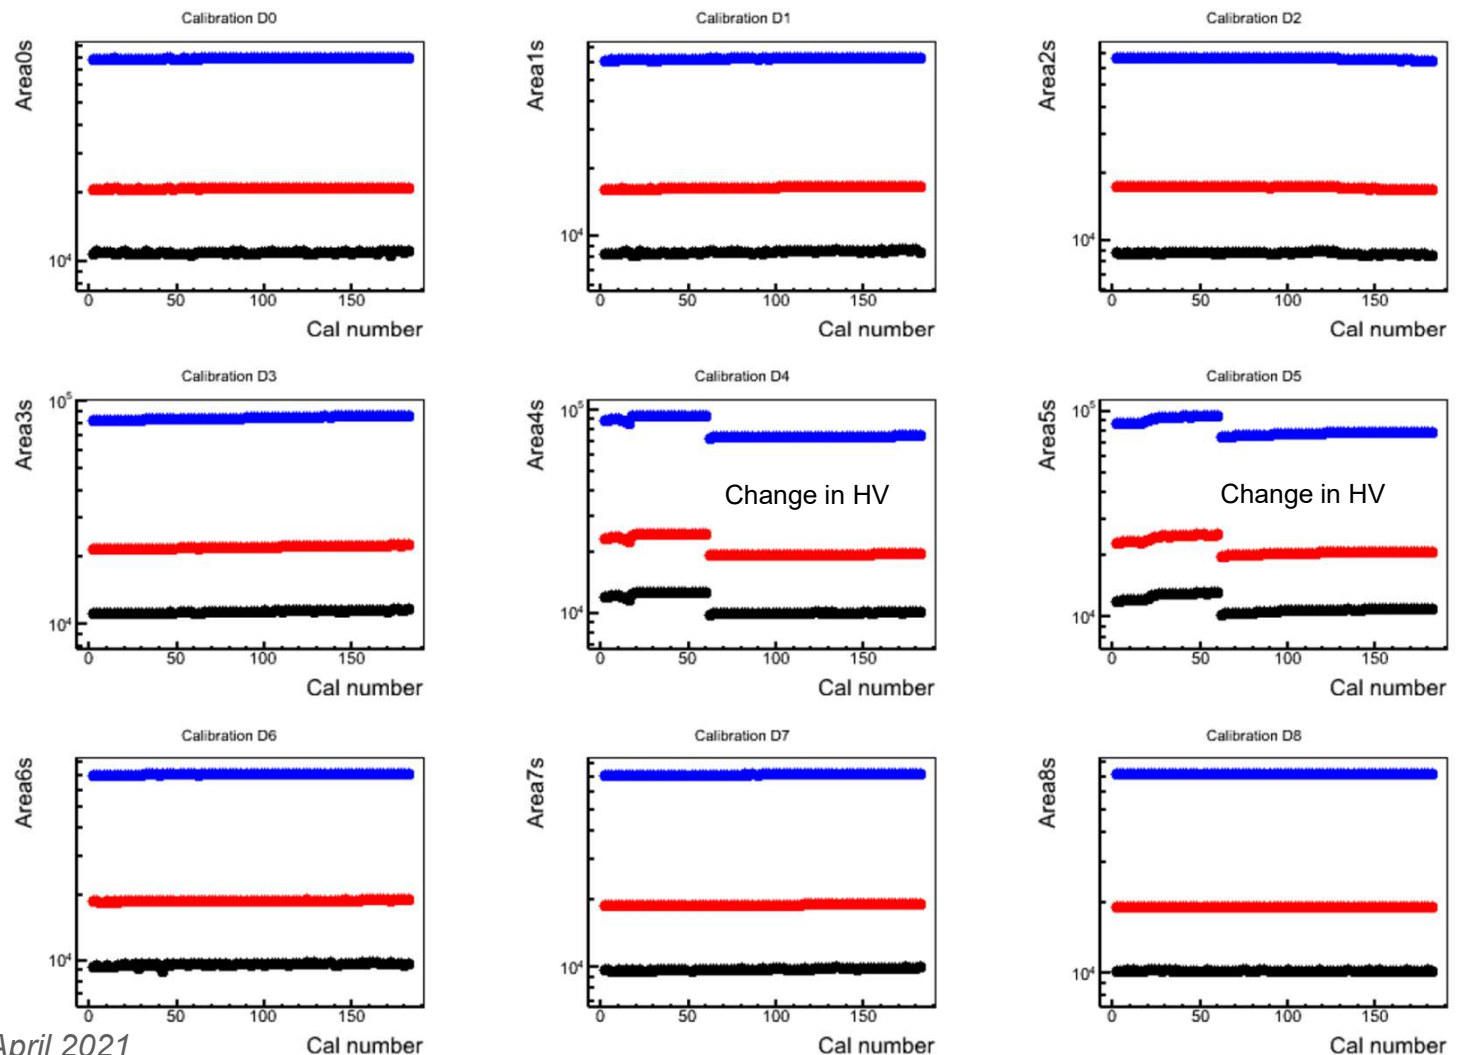 Calibration D0
Area0s
10⁴
0 50 100 150
Cal number
Calibration D1
Area1s
10⁴
0 50 100 150
Cal number
Calibration D2
Area2s
10⁴
0 50 100 150
Cal number
Calibration D3
Area3s
10⁵
10⁴
0 50 100 150
Cal number
Calibration D4
Area4s
10⁵
Change in HV
10⁴
0 50 100 150
Cal number
Calibration D5
Area5s
10⁵
Change in HV
10⁴
0 50 100 150
Cal number
Calibration D6
Area6s
10⁴
0 50 100 150
Cal number
Calibration D7
Area7s
10⁴
0 50 100 150
Cal number
Calibration D8
Area8s
10⁴
0 50 100 150
Cal number
April 2021